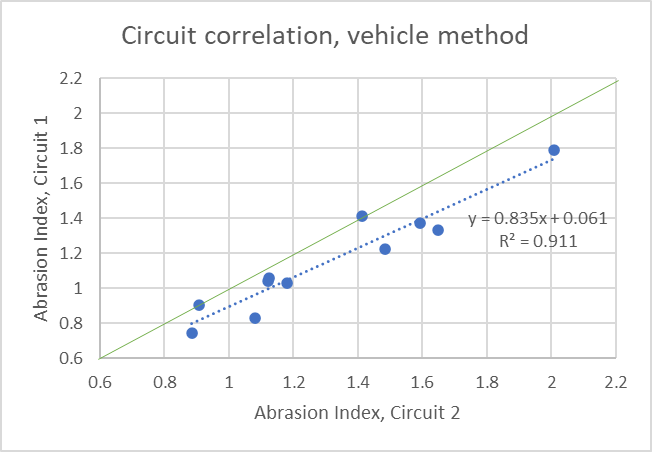 Circuit correlation, vehicle method
Abrasion Index, Circuit 1
2.2
2
1.8
1.6
1.4
1.2
1
0.8
0.6
y = 0.835x + 0.061
R² = 0.911
0.6 0.8 1 1.2 1.4 1.6 1.8 2 2.2
Abrasion Index, Circuit 2